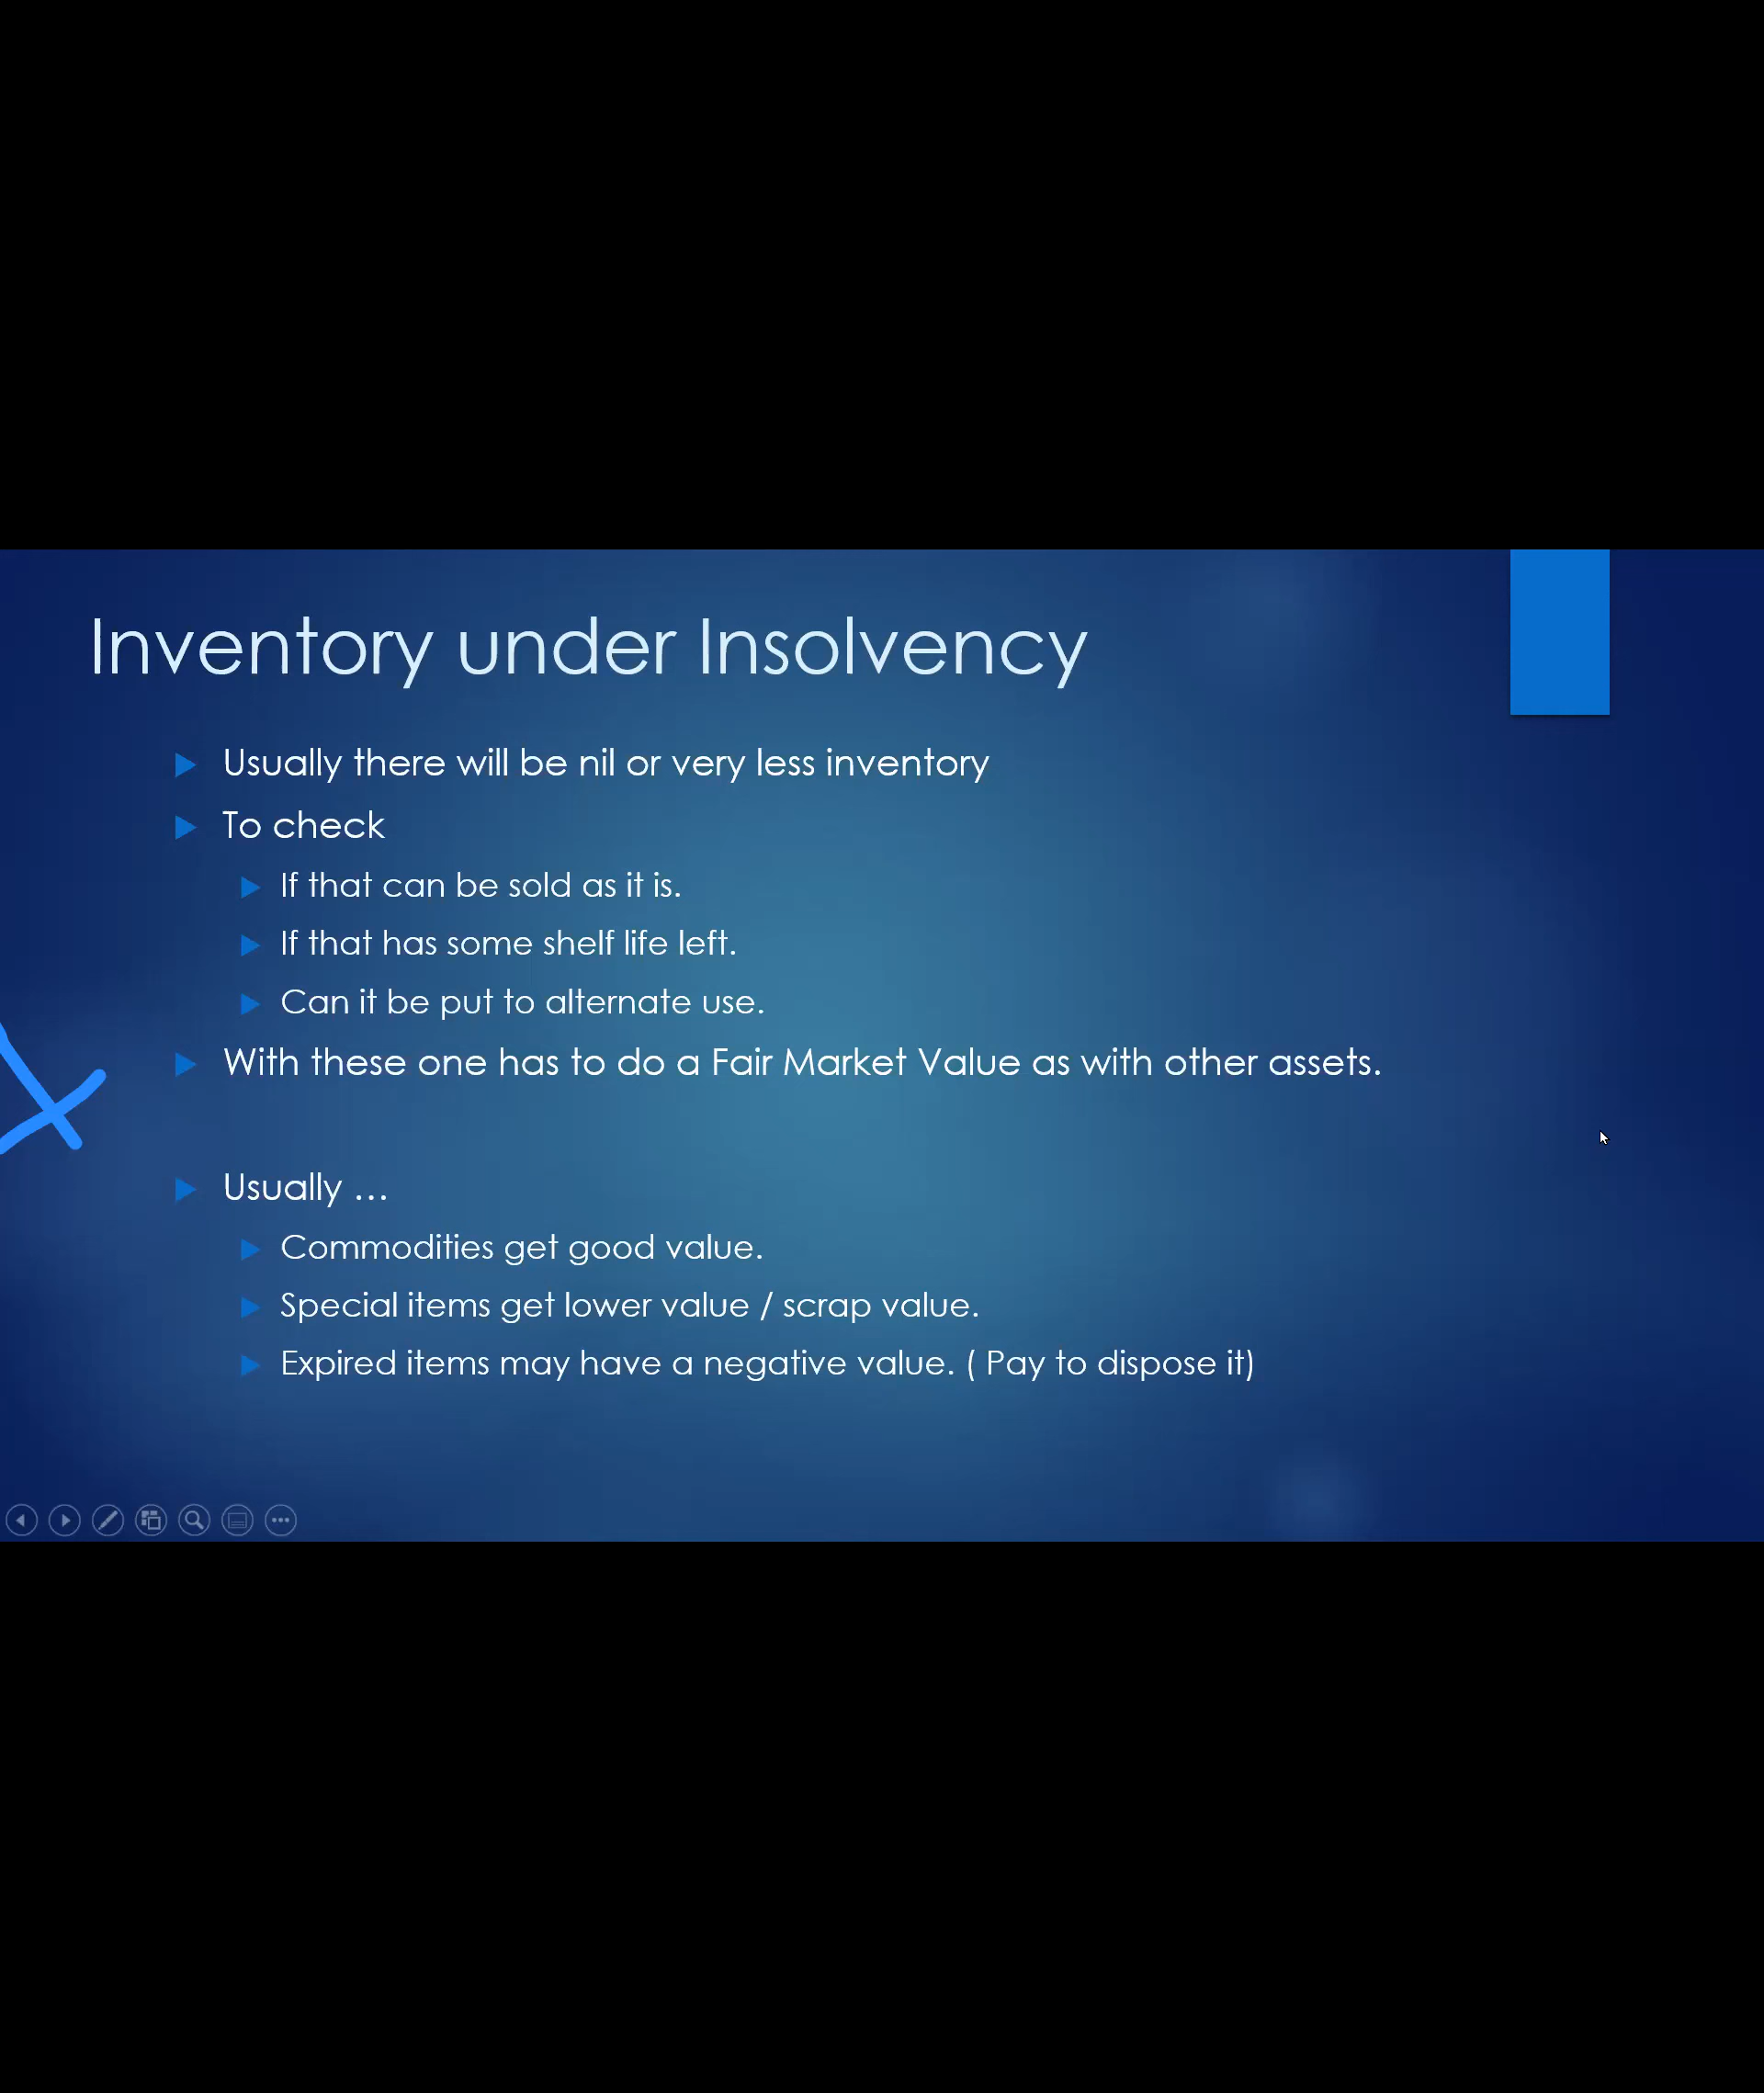 Inventory under Insolvency
Usually there will be nil or very less inventory
To check
If that can be sold as it is.
If that has some shelf life left.
Can it be put to alternate use.
With these one has to do a Fair Market Value as with other assets.
Usually …
Commodities get good value.
Special items get lower value / scrap value.
Expired items may have a negative value. ( Pay to dispose it)